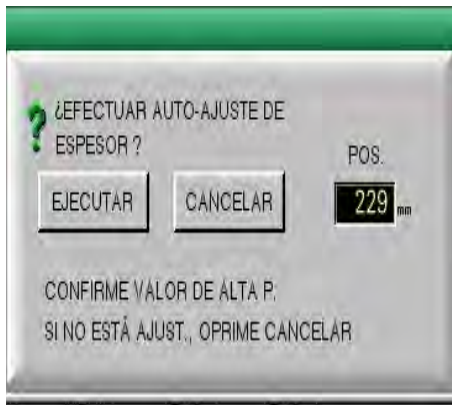 ¿EFECTUAR AUTO-AJUSTE DE
ESPESOR ?
POS.
EJECUTAR
CANCELAR
229 mm
CONFIRME VALOR DE ALTA P:
SI NO ESTÁ AJUST., OPRIME CANCELAR